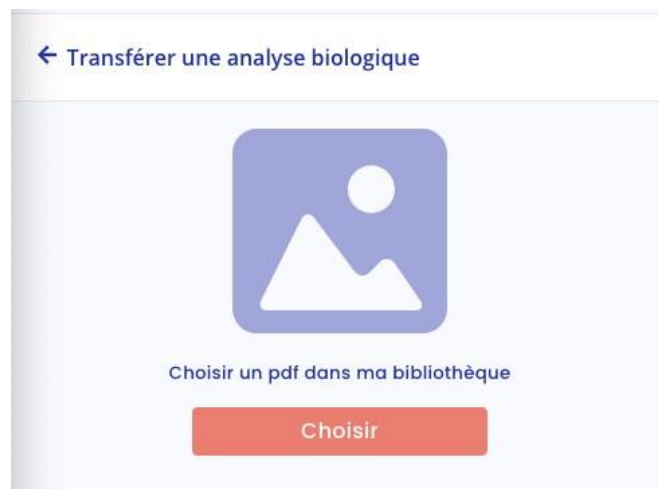 Transférer une analyse biologique
Choisir un pdf dans ma bibliothèque
Choisir